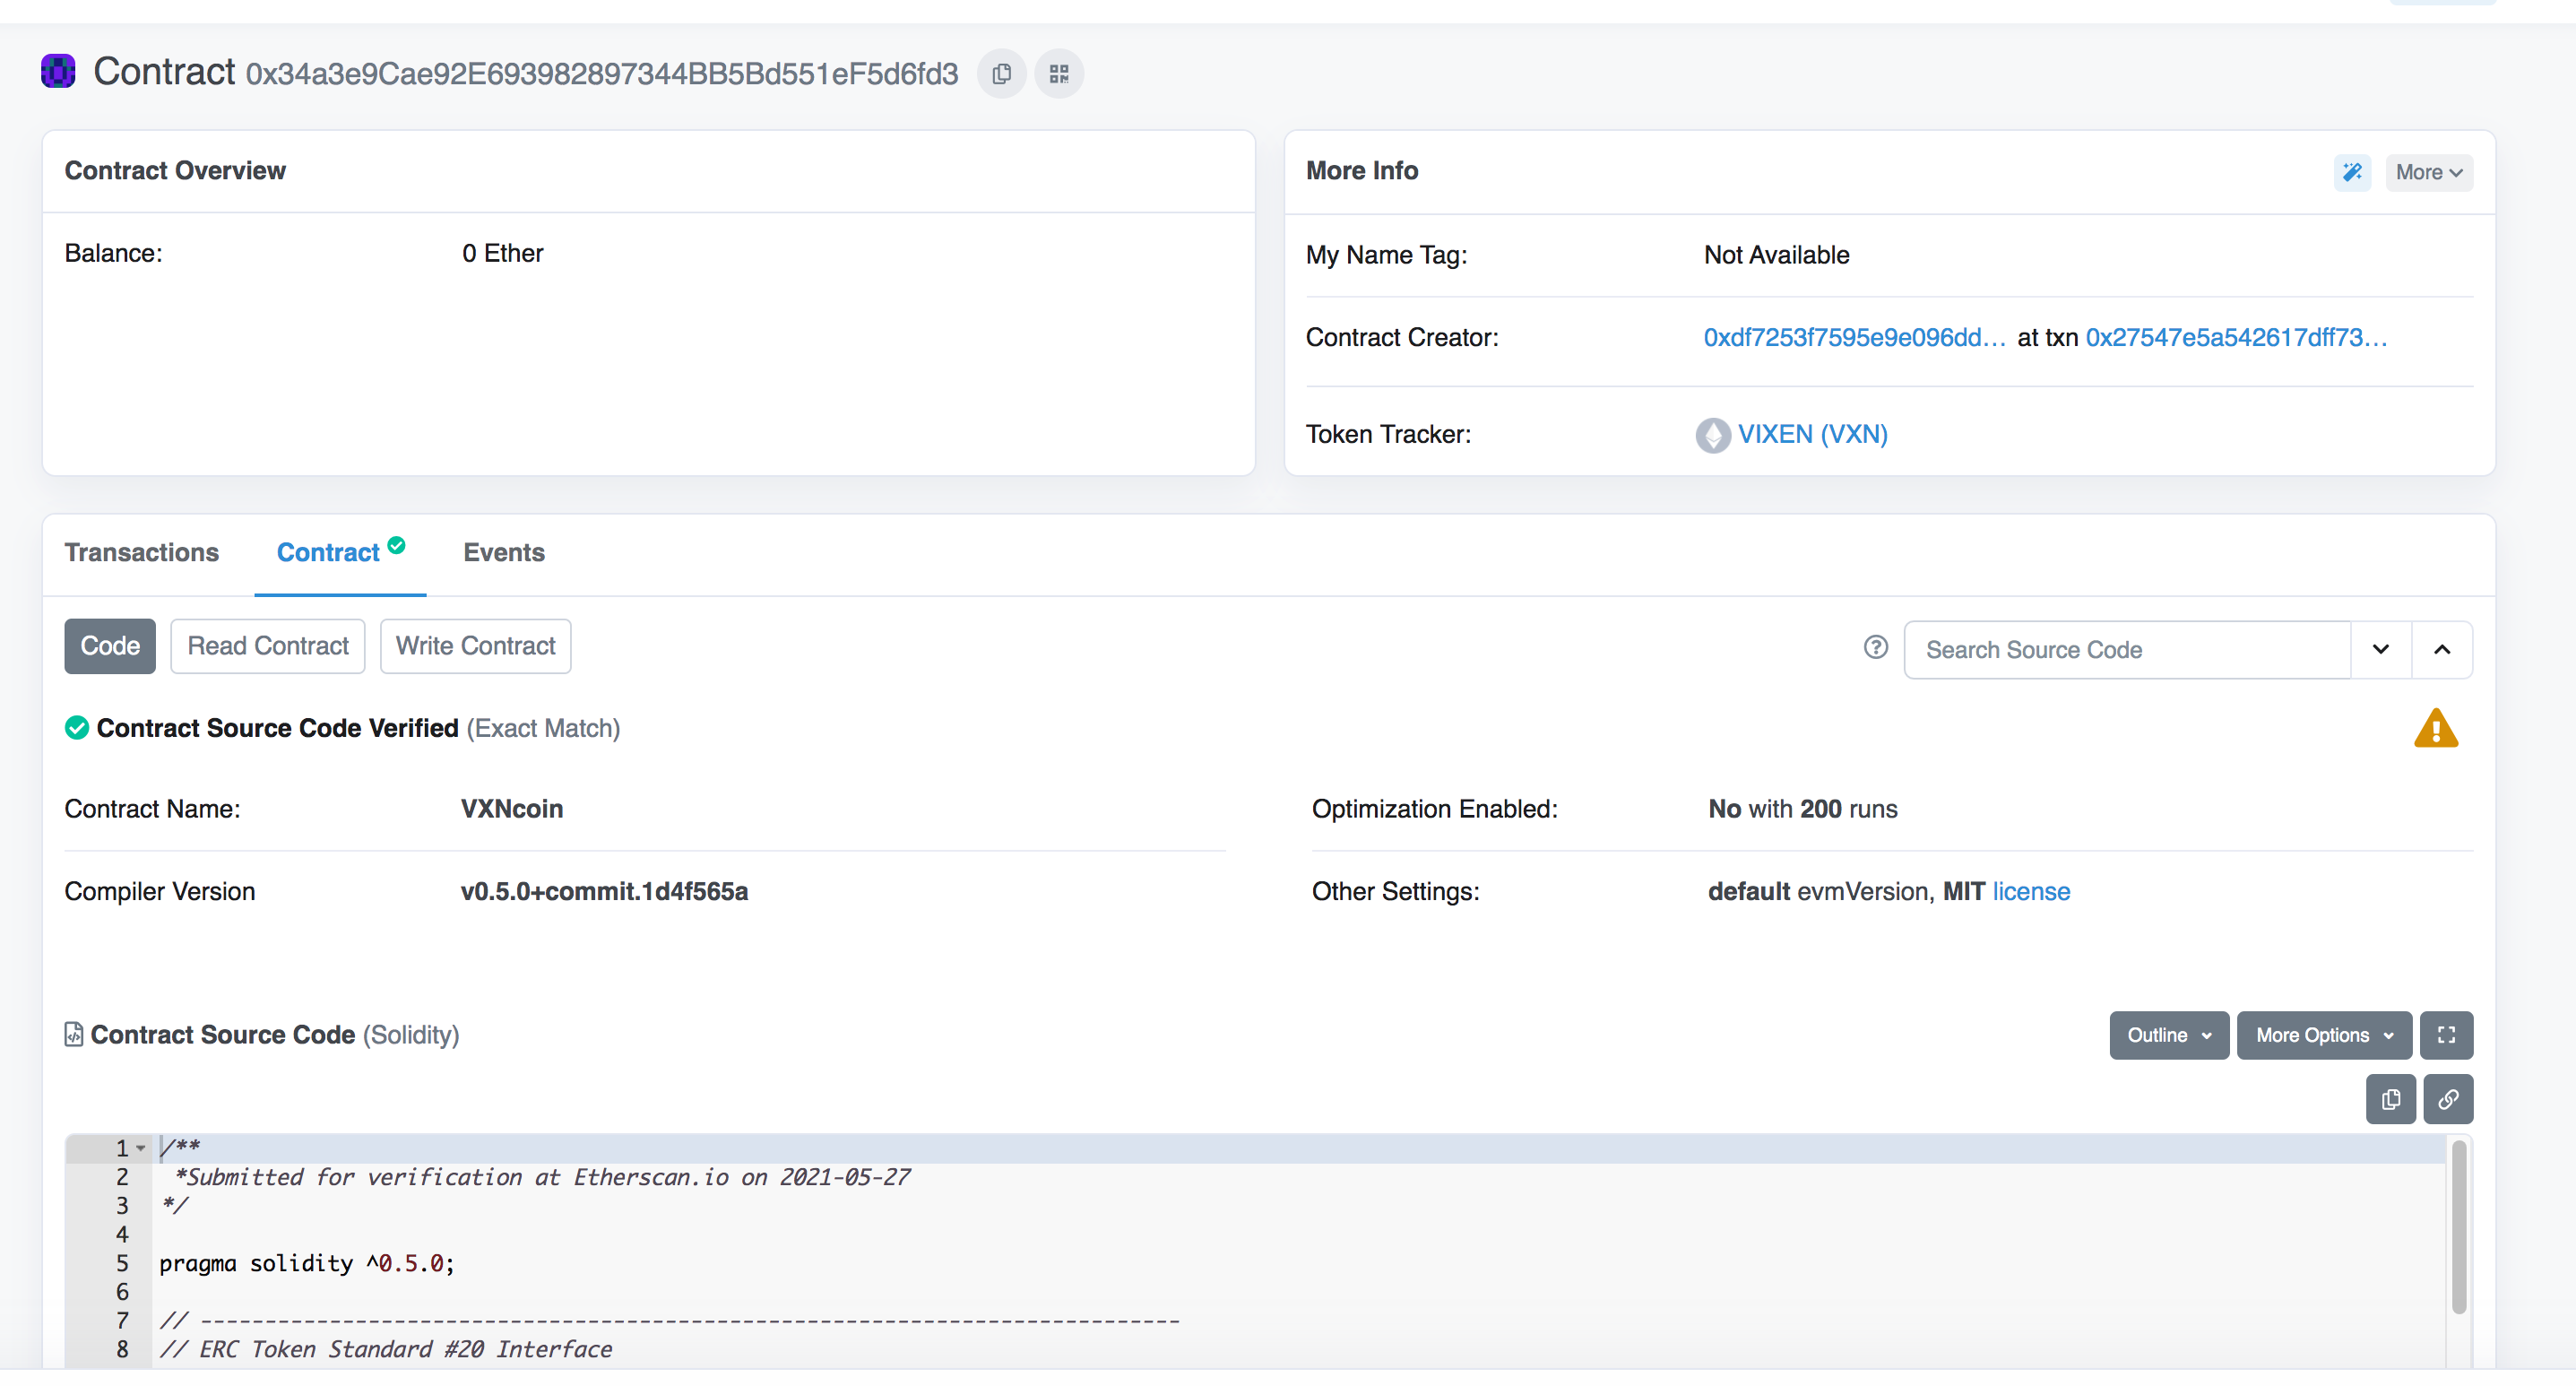 Contract 0x34a3e9Cae92E693982897344BB5Bd551eF5d6fd3
Contract Overview
Balance: 0 Ether
More Info
More
My Name Tag: Not Available
Contract Creator: 0xdf7253f7595e9e096dd... at txn 0x27547e5a542617dff73...
Token Tracker: VIXEN (VXN)
Transactions Contract Events
Code Read Contract Write Contract
Search Source Code
Contract Source Code Verified (Exact Match)
Contract Name: VXNcoin
Optimization Enabled: No with 200 runs
Compiler Version v0.5.0+commit.1d4f565a
Other Settings: default evmVersion, MIT license
Contract Source Code (Solidity)
Outline More Options
1 /**
2 *Submitted for verification at Etherscan.io on 2021-05-27
3 */
4
5 pragma solidity ^0.5.0;
6
7 // ----------------------------------------------------------------------------
8 // ERC Token Standard #20 Interface